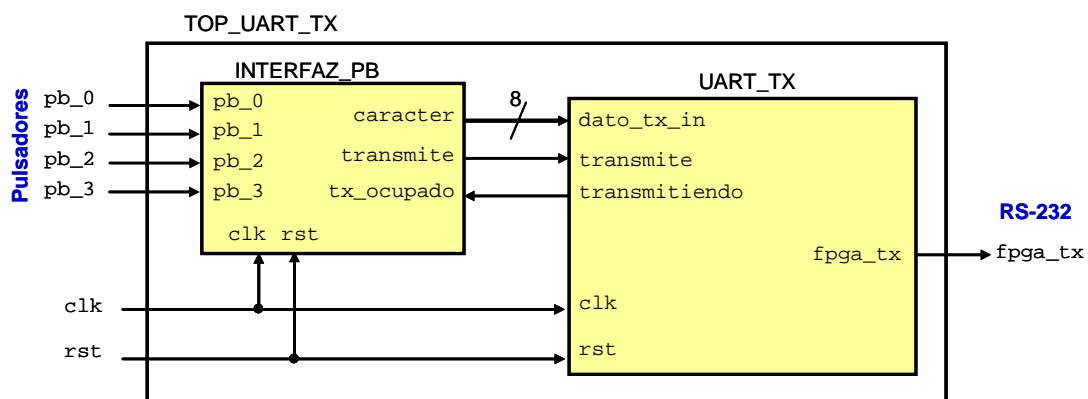 TOP_UART_TX
INTERFAZ_PB
UART_TX
Pulsadores
pb_0
pb_1
pb_2
pb_3
pb_0
pb_1
pb_2
pb_3
caracter
transmite
tx_ocupado
clk rst
8
dato_tx_in
transmite
transmitiendo
fpga_tx
clk
rst
RS-232
fpga_tx
clk
rst